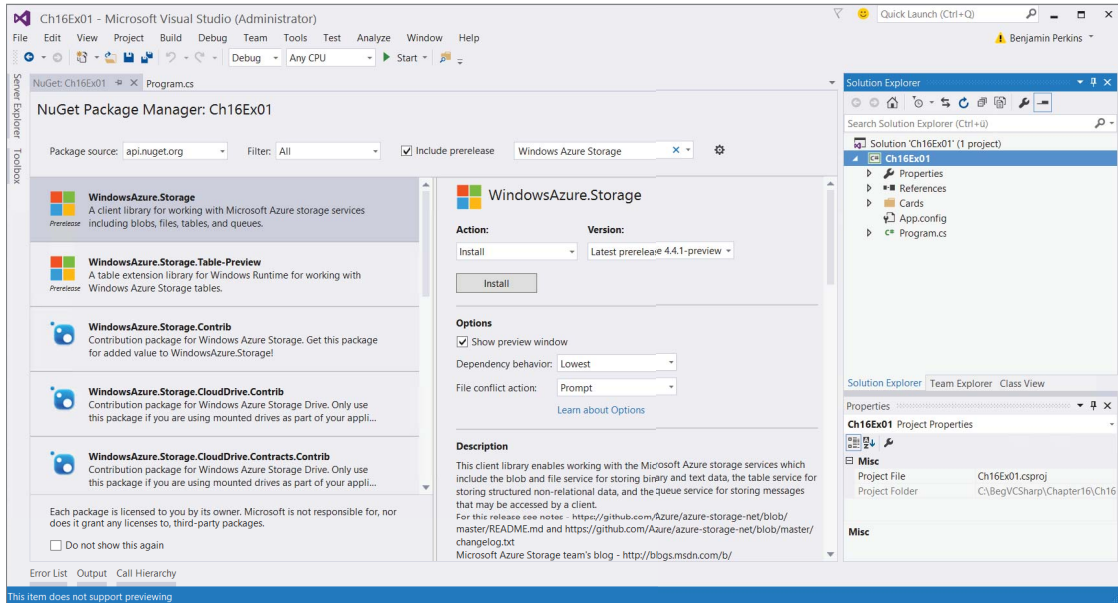 Ch16Ex01 - Microsoft Visual Studio (Administrator)
Quick Launch (Ctrl+Q)
File Edit View Project Build Debug Team Tools Test Analyze Window Help
Benjamin Perkins
Debug Any CPU Start
Server Explorer
Toolbox
NuGet: Ch16Ex01 Program.cs
NuGet Package Manager: Ch16Ex01
Package source: api.nuget.org Filter: All Include prerelease Windows Azure Storage
WindowsAzure.Storage
A client library for working with Microsoft Azure storage services
Prerelease including blobs, files, tables, and queues.
WindowsAzure.Storage.Table-Preview
A table extension library for Windows Runtime for working with
Prerelease Windows Azure Storage tables.
WindowsAzure.Storage.Contrib
Contribution package for Windows Azure Storage. Get this package
for added value to WindowsAzure.Storage!
WindowsAzure.Storage.CloudDrive.Contrib
Contribution package for Windows Azure Storage Drive. Only use
this package if you are using mounted drives as part of your appli...
WindowsAzure.Storage.CloudDrive.Contracts.Contrib
Contribution package for Windows Azure Storage Drive. Only use
this package if you are using mounted drives as part of your appli...
Each package is licensed to you by its owner. Microsoft is not responsible for, nor
does it grant any licenses to, third-party packages.
Do not show this again
WindowsAzure.Storage
Action: Version:
Install Latest prerelease 4.4.1-preview
Install
Options
Show preview window
Dependency behavior: Lowest
File conflict action: Prompt
Learn about Options
Description
This client library enables working with the Microsoft Azure storage services which
include the blob and file service for storing binary and text data, the table service for
storing structured non-relational data, and the queue service for storing messages
that may be accessed by a client.
For this release see notes - https://github.com/Azure/azure-storage-net/blob/
master/README.md and https://github.com/Azure/azure-storage-net/blob/master/
changelog.txt
Microsoft Azure Storage team's blog - http://blogs.msdn.com/b/
Solution Explorer
Search Solution Explorer (Ctrl+ü)
Solution 'Ch16Ex01' (1 project)
C# Ch16Ex01
Properties
References
Cards
App.config
C# Program.cs
Solution Explorer Team Explorer Class View
Properties
Ch16Ex01 Project Properties
Misc
Project File Ch16Ex01.csproj
Project Folder C:\BegVCSharp\Chapter16\Ch16
Misc
Error List Output Call Hierarchy
This item does not support previewing